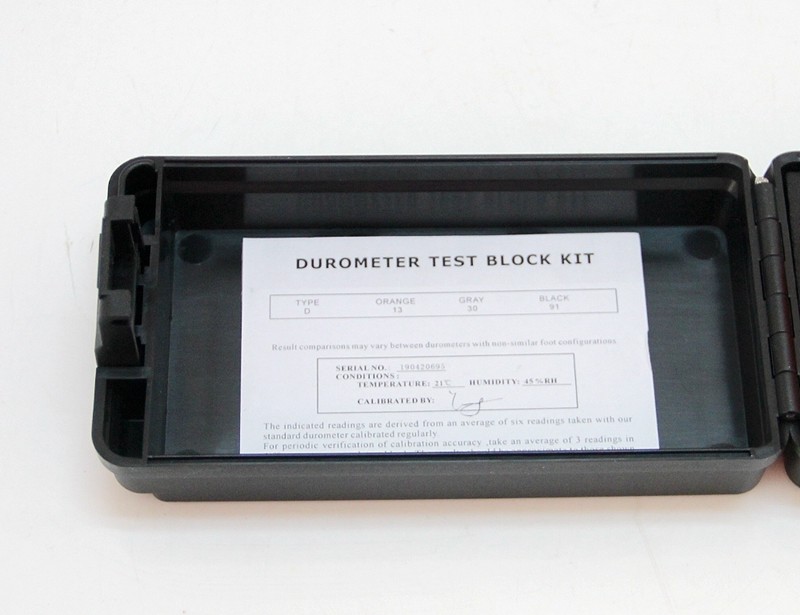 DUROMETER TEST BLOCK KIT
TYPE ORANGE GRAY BLACK
D 13 30 91
Result comparisons may vary between durometers with non-similar foot configurations
SERIAL NO. 190420695
CONDITIONS :
TEMPERATURE: 21℃ HUMIDITY: 45%RH
CALIBRATED BY:
The indicated readings are derived from an average of six readings taken with our
standard durometer calibrated regularly
For periodic verification of calibration accuracy ,take an average of 3 readings in